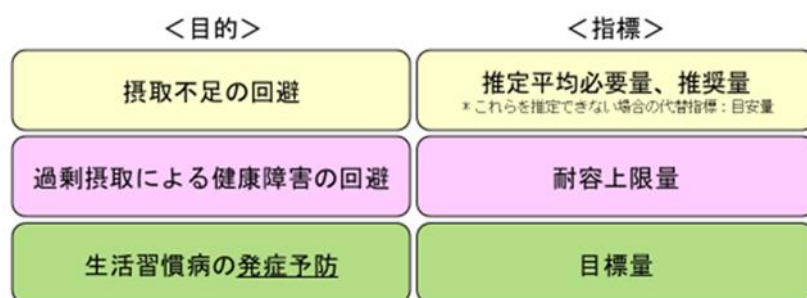 ＜目的＞
＜指標＞
摂取不足の回避
推定平均必要量、推奨量
*これらを推定できない場合の代替指標：目安量
過剰摂取による健康障害の回避
耐容上限量
生活習慣病の発症予防
目標量